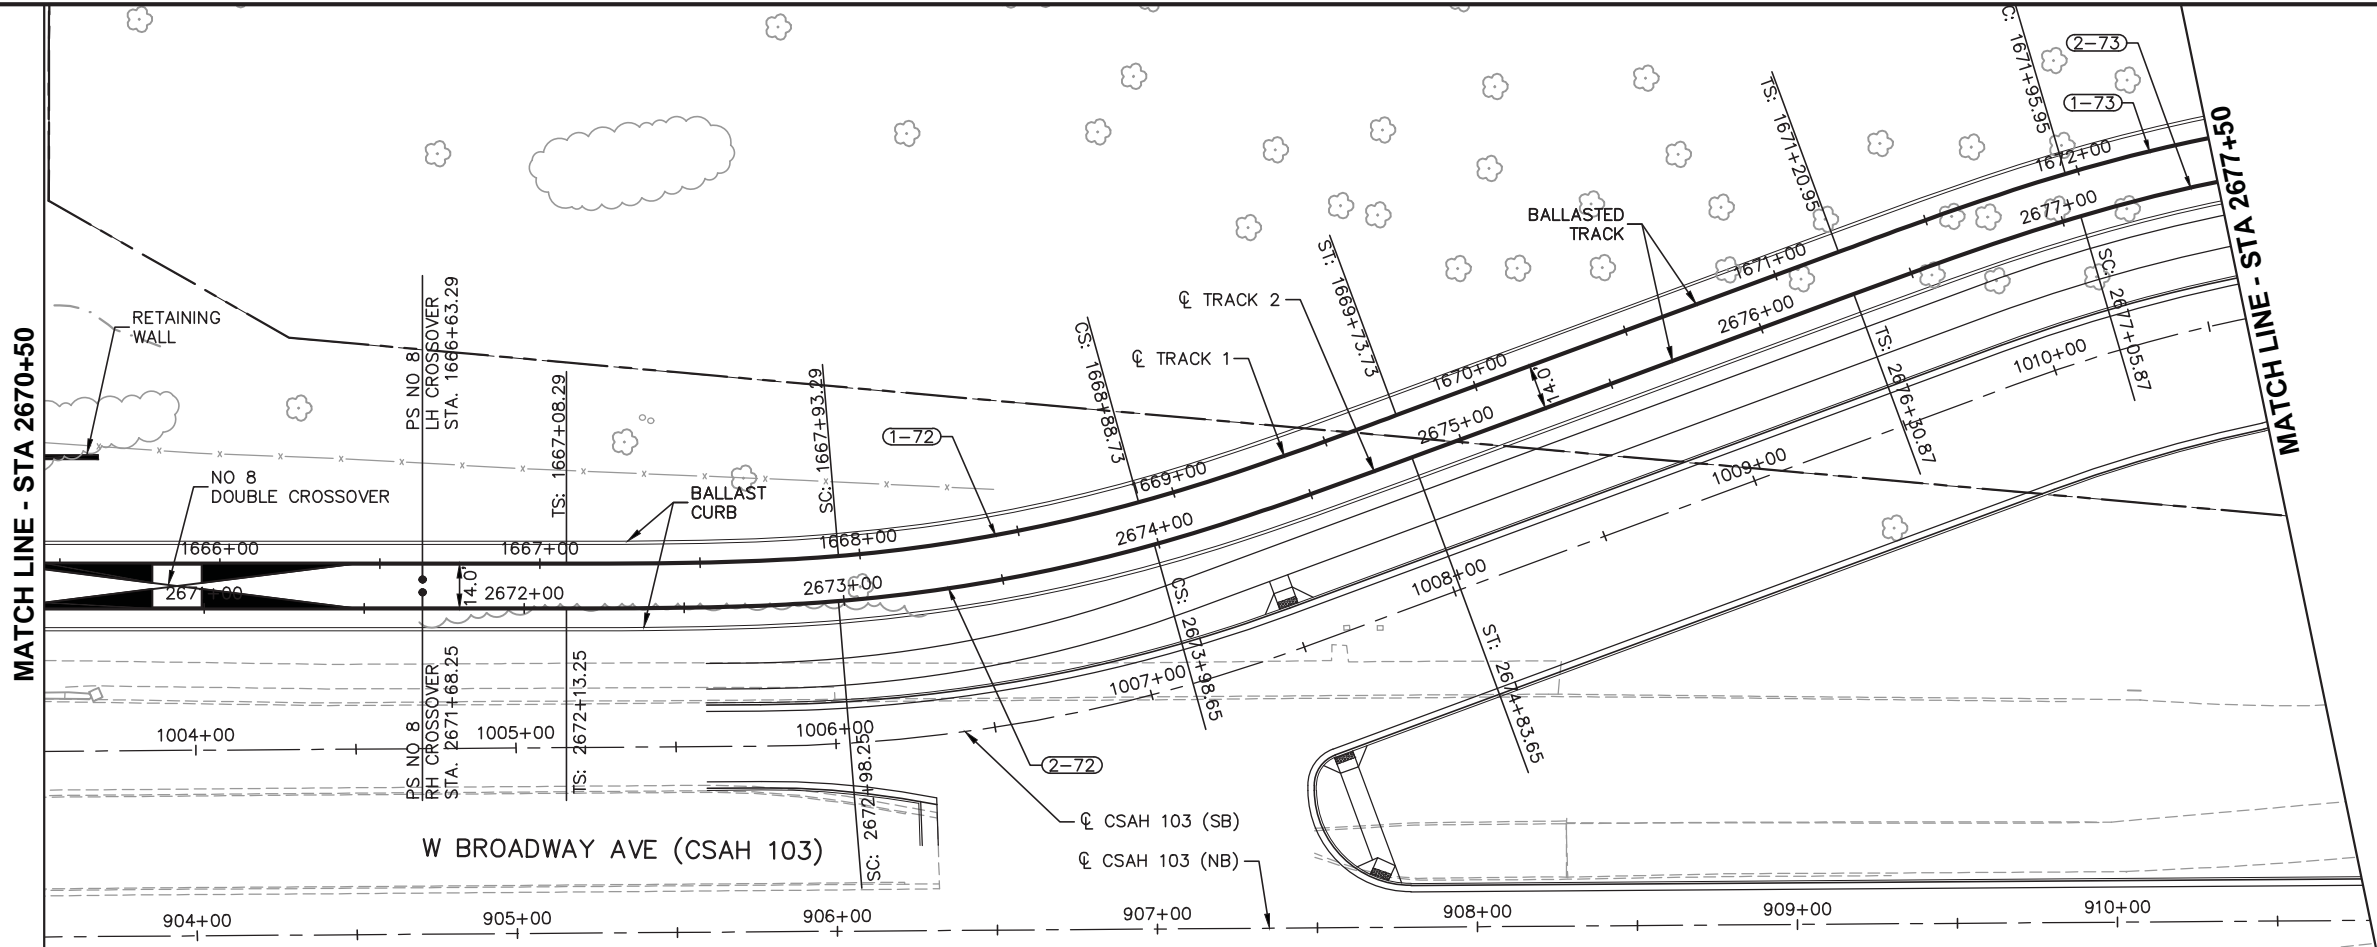 MATCH LINE - STA 2670+50
RETAINING
WALL
NO 8
DOUBLE CROSSOVER
PS NO 8
LH CROSSOVER
STA. 1666+63.29
TS: 1667+08.29
SC: 1667+93.29
BALLAST
CURB
1-72
CS: 1668+88.73
℄ TRACK 1
℄ TRACK 2
ST: 1669+73.73
BALLASTED
TRACK
TS: 1671+20.95
C: 1671+95.95
2-73
1-73
MATCH LINE - STA 2677+50
1666+00
1667+00
1668+00
1669+00
1670+00
1671+00
1672+00
14.0'
14.0'
2672+00
2673+00
2674+00
2675+00
2676+00
2677+00
PS NO 8
RH CROSSOVER
STA. 2671+68.25
TS: 2672+13.25
SC: 2672+98.25
CS: 2673+98.65
ST: 2674+83.65
TS: 2676+30.87
SC: 2677+05.87
1004+00
1005+00
1006+00
1007+00
1008+00
1009+00
1010+00
2-72
℄ CSAH 103 (SB)
℄ CSAH 103 (NB)
W BROADWAY AVE (CSAH 103)
904+00
905+00
906+00
907+00
908+00
909+00
910+00